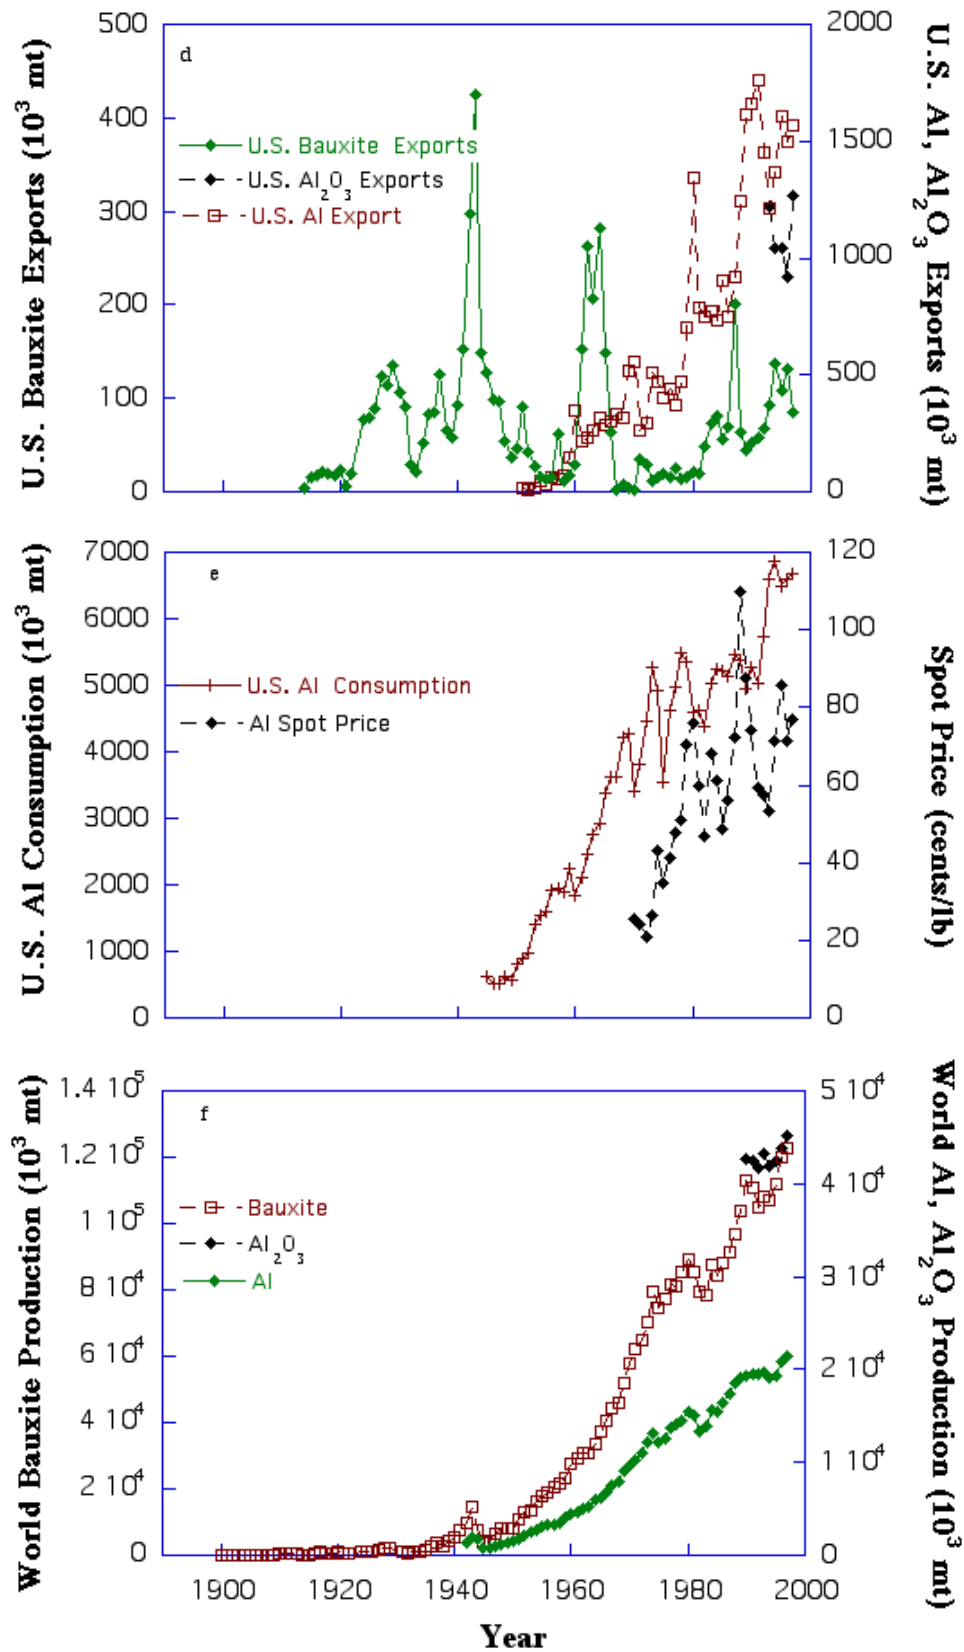 U.S. Bauxite Exports (10³ mt)
500
400
300
200
100
0
d
U.S. Bauxite Exports
-U.S. Al₂O₃ Exports
-U.S. Al Export
2000
1500
1000
500
0
U.S. Al, Al₂O₃ Exports (10³ mt)
U.S. Al Consumption (10³ mt)
7000
6000
5000
4000
3000
2000
1000
0
e
U.S. Al Consumption
-Al Spot Price
120
100
80
60
40
20
0
Spot Price (cents/lb)
World Bauxite Production (10³ mt)
1.4 10⁵
1.2 10⁵
1 10⁵
8 10⁴
6 10⁴
4 10⁴
2 10⁴
0
f
-Bauxite
-Al₂O₃
Al
5 10⁴
4 10⁴
3 10⁴
2 10⁴
1 10⁴
0
World Al, Al₂O₃ Production (10³ mt)
1900 1920 1940 1960 1980 2000
Year